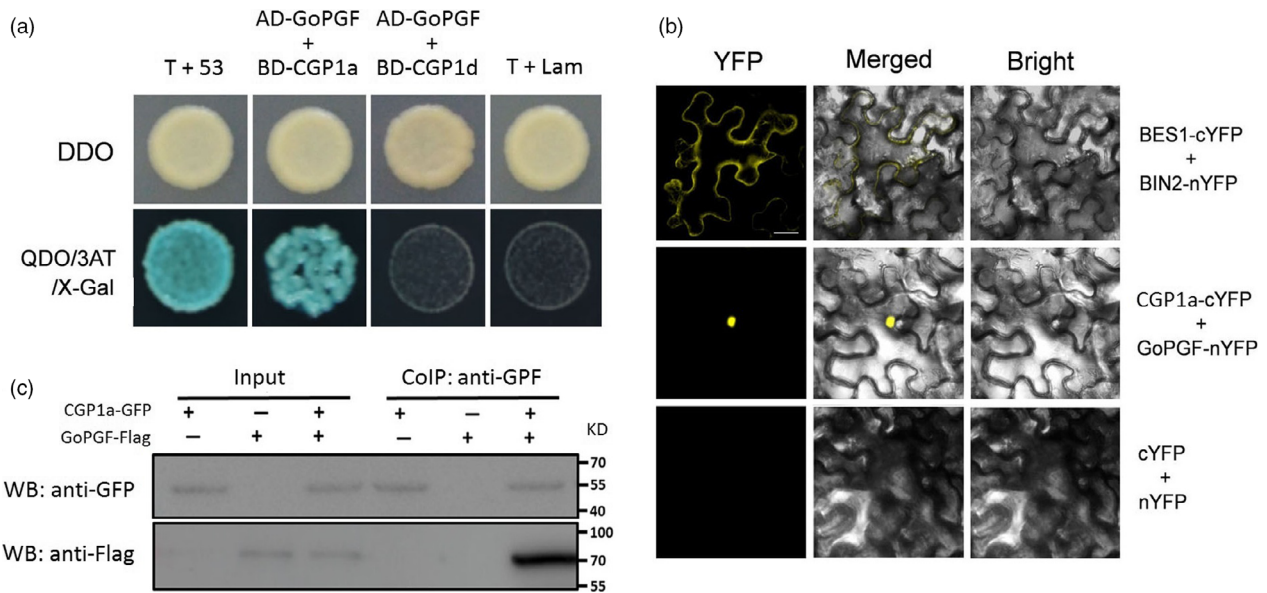 (a)
AD-GoPGF AD-GoPGF
+ +
T + 53 BD-CGP1a BD-CGP1d T + Lam
DDO
QDO/3AT
/X-Gal
(b)
YFP Merged Bright
BES1-cYFP
+
BIN2-nYFP
CGP1a-cYFP
+
GoPGF-nYFP
cYFP
+
nYFP
(c)
Input CoIP: anti-GPF
CGP1a-GFP + – + + – +
GoPGF-Flag – + + – + + KD
WB: anti-GFP
70
55
40
WB: anti-Flag
100
70
55